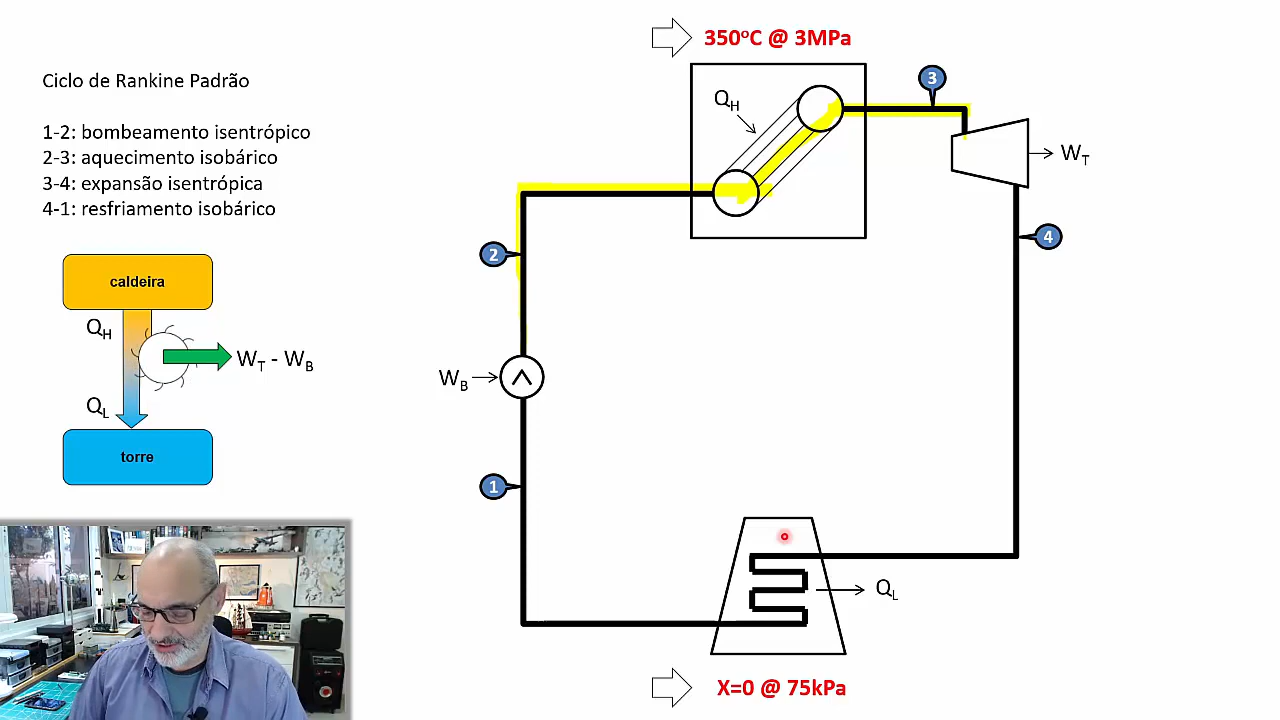 350ºC @ 3MPa
Ciclo de Rankine Padrão
1-2: bombeamento isentrópico
2-3: aquecimento isobárico
3-4: expansão isentrópica
4-1: resfriamento isobárico
caldeira
QH
WT - WB
QL
torre
QH
3
WT
2
4
WB
1
QL
X=0 @ 75kPa